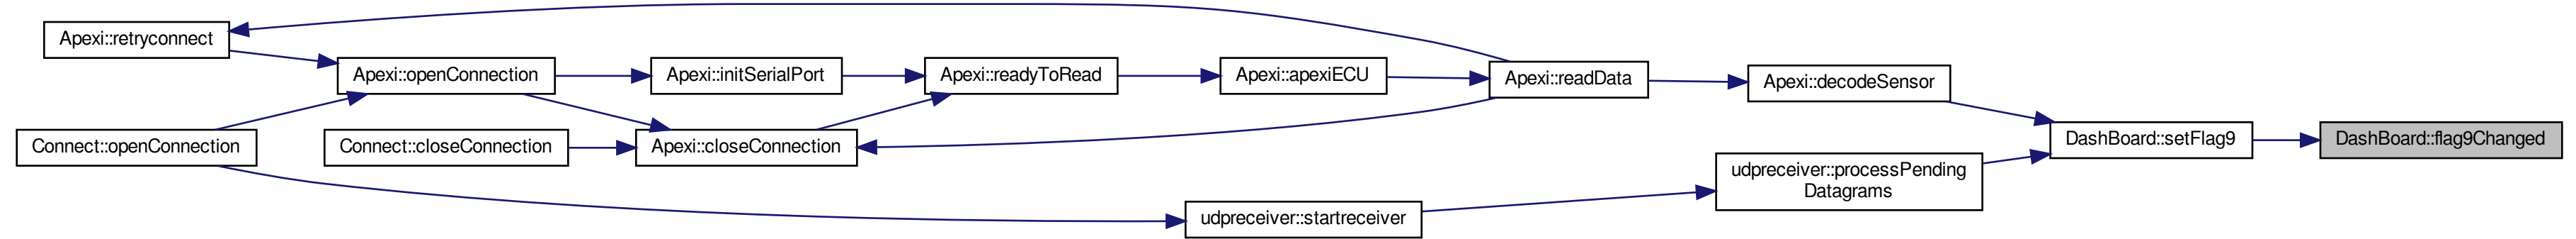 Apexi::retryconnect
Apexi::openConnection
Apexi::initSerialPort
Apexi::readyToRead
Apexi::apexiECU
Apexi::readData
Apexi::decodeSensor
Connect::openConnection
Connect::closeConnection
Apexi::closeConnection
DashBoard::setFlag9
DashBoard::flag9Changed
udpreceiver::processPending
Datagrams
udpreceiver::startreceiver